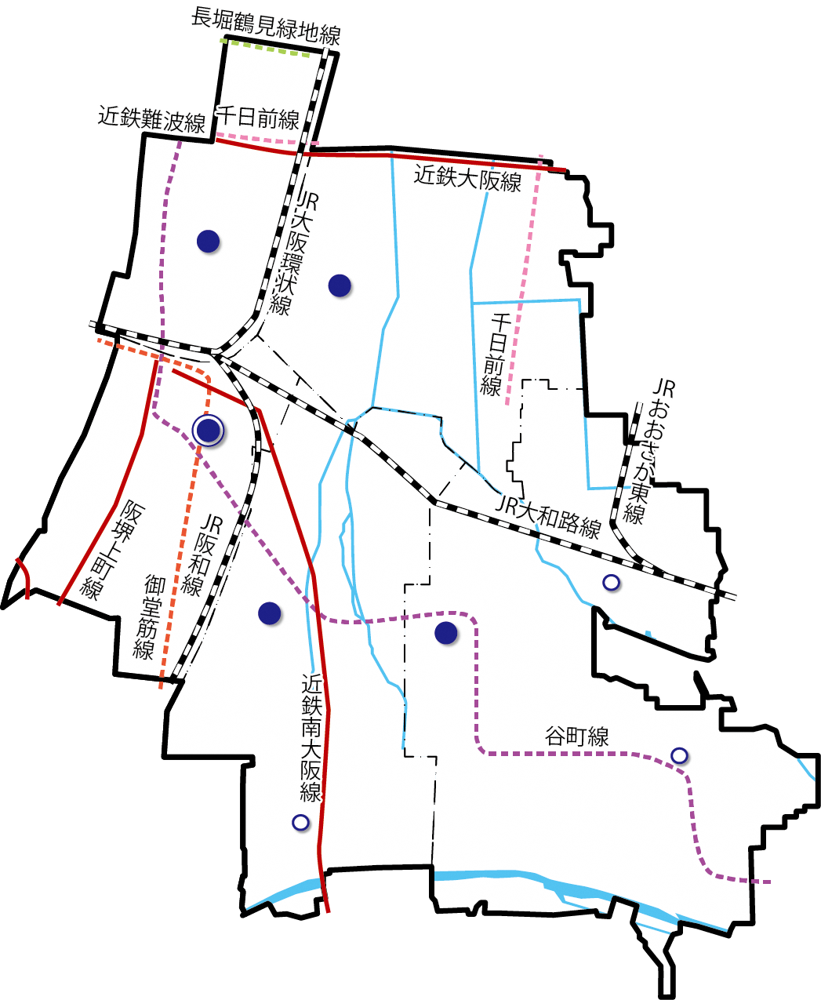 長堀鶴見緑地線
近鉄難波線
千日前線
近鉄大阪線
JR大阪環状線
千日前線
JRおおさか東線
JR大和路線
阪堺上町線
JR阪和線
御堂筋線
近鉄南大阪線
谷町線